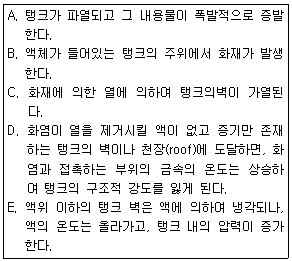 A. 탱크가 파열되고 그 내용물이 폭발적으로 증발
한다.
B. 액체가 들어있는 탱크의 주위에서 화재가 발생
한다.
C. 화재에 의한 열에 의하여 탱크의벽이 가열된
다.
D. 화염이 열을 제거시킬 액이 없고 증기만 존재
하는 탱크의 벽이나 천장(roof)에 도달하면, 화
염과 접촉하는 부위의 금속의 온도는 상승하
여 탱크의 구조적 강도를 잃게 된다.
E. 액위 이하의 탱크 벽은 액에 의하여 냉각되나,
액의 온도는 올라가고, 탱크 내의 압력이 증가
한다.